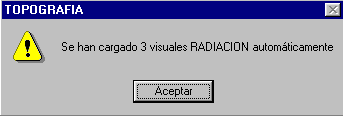 TOPOGRAFIA
Se han cargado 3 visuales RADIACION automáticamente
Aceptar